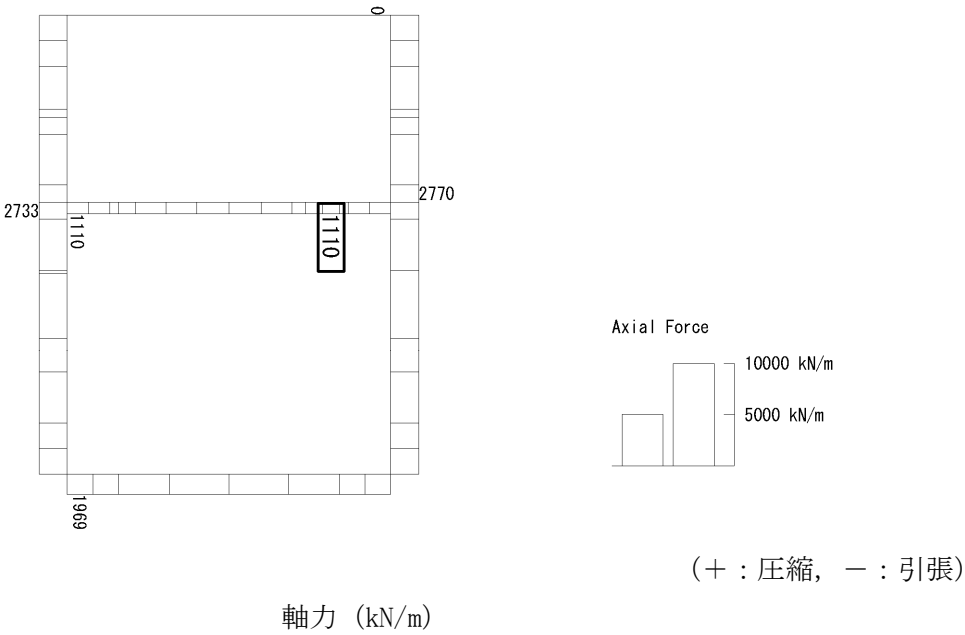 0
2770
2733
1110
1110
Axial Force
10000 kN/m
5000 kN/m
1969
(＋：圧縮, －：引張)
軸力 (kN/m)